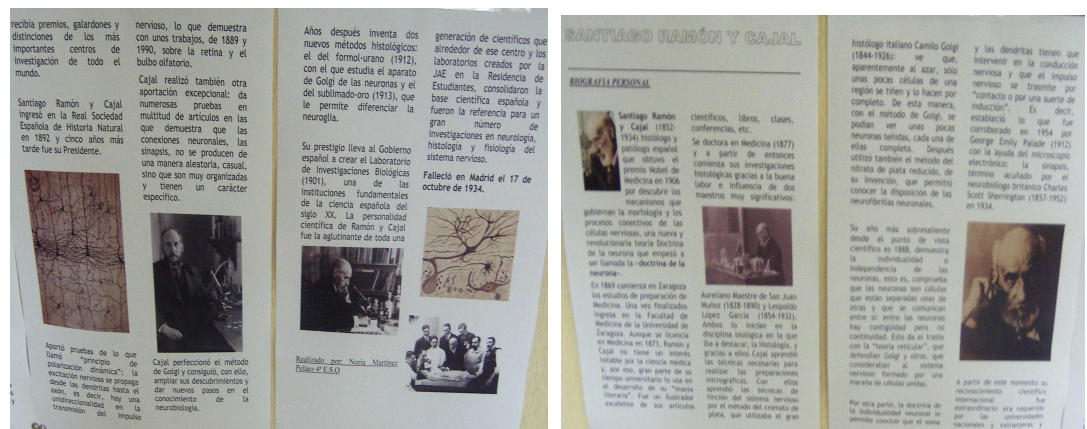 recibía premios, galardones y
distinciones de los más
importantes centros de
investigación de todo el
mundo.
Santiago Ramón y Cajal
ingresó en la Real Sociedad
Española de Historia Natural
en 1892 y cinco años más
tarde fue su Presidente.
Aportó pruebas de lo que
llamó "principio de
polarización dinámica": la
excitación nerviosa se propaga
desde las dendritas hasta el
axón, es decir, hay una
unidireccionalidad en la
transmisión del impulso
nervioso, lo que demuestra
con unos trabajos, de 1889 y
1990, sobre la retina y el
bulbo olfatorio.
Cajal realizó también otra
aportación excepcional: da
numerosas pruebas en
multitud de artículos en las
que demuestra que las
conexiones neuronales, las
sinapsis, no se producen de
una manera aleatoria, casual,
sino que son muy organizadas
y tienen un carácter
específico.
Cajal perfeccionó el método
de Golgi y consiguió, con ello,
ampliar sus descubrimientos y
dar nuevos pasos en el
conocimiento de la
neurobiología.
Años después inventa dos
nuevos métodos histológicos:
el del formol-urano (1912),
con el que estudia el aparato
de Golgi de las neuronas y el
del sublimado-oro (1913), que
le permite diferenciar la
neuroglia.
Su prestigio lleva al Gobierno
español a crear el Laboratorio
de Investigaciones Biológicas
(1901), una de las
instituciones fundamentales
de la ciencia española del
siglo XX. La personalidad
científica de Ramón y Cajal
fue la aglutinante de toda una
Realizado por: Nuria Martínez
Peláez 4º E.S.O
generación de científicos que
alrededor de ese centro y los
laboratorios creados por la
JAE en la Residencia de
Estudiantes, consolidaron la
base científica española y
fueron la referencia para un
gran número de
investigaciones en neurología,
histología y fisiología del
sistema nervioso.
Falleció en Madrid el 17 de
octubre de 1934.
SANTIAGO RAMÓN Y CAJAL
BIOGRAFIA PERSONAL
Santiago Ramón
y Cajal (1852-
1934) histólogo y
patólogo español
que obtuvo el
premio Nobel de
Medicina en 1906
por descubrir los
mecanismos que
gobiernan la morfología y los
procesos conectivos de las
células nerviosas, una nueva y
revolucionaria teoría Doctrina
de la neurona que empezó a
ser llamada la «doctrina de la
neurona».
En 1869 comienza en Zaragoza
los estudios de preparación de
Medicina. Una vez finalizados
ingresa en la Facultad de
Medicina de la Universidad de
Zaragoza. Aunque se licencia
en Medicina en 1873, Ramón y
Cajal no tiene un interés
notable por la ciencia médica
y, por eso, gran parte de su
tiempo universitario lo usa en
el desarrollo de su "manía
literaria". Fue un ilustrador
excelente de sus artículos
científicos, libros, clases,
conferencias, etc.
Se doctora en Medicina (1877)
y a partir de entonces
comienza sus investigaciones
histológicas gracias a la buena
labor e influencia de dos
maestros muy significativos:
Aureliano Maestre de San Juan
Muñoz (1828-1890) y Leopoldo
López García (1854-1932).
Ambos lo inician en la
disciplina biológica en la que
iba a destacar, la Histología, y
gracias a ellos Cajal aprendió
las técnicas necesarias para
realizar las preparaciones
micrográficas. Con ellos
aprendió las técnicas de
tinción del sistema nervioso
por el método del cromato de
plata, que utilizaba el gran
histólogo italiano Camilo Golgi
(1844-1926): ve que,
aparentemente al azar, sólo
unas pocas células de una
región se tiñen y lo hacen por
completo. De esta manera,
con el método de Golgi, se
podían ver unas pocas
neuronas teñidas, cada una de
ellas completa. Después
utilizó también el método del
nitrato de plata reducido, de
su invención, que permitió
conocer la disposición de las
neurofibrillas neuronales.
Su año más sobresaliente
desde el punto de vista
científico es 1888, demuestra
la individualidad o
independencia de las
neuronas, esto es, comprueba
que las neuronas son células
que están separadas unas de
otras y que se comunican
entre sí: entre las neuronas
hay contigüidad pero no
continuidad. Esto da al traste
con la "teoría reticular", que
defendían Golgi y otros, que
consideraban al sistema
nervioso formado por una
maraña de células unidas.
Por otra parte, la doctrina de
la individualidad neuronal le
permite concluir que el soma
y las dendritas tienen que
intervenir en la conducción
nerviosa y que el impulso
nervioso se trasmite por
"contacto o por una suerte de
inducción". Es decir,
estableció lo que fue
corroborado en 1954 por
George Emily Palade (1912)
con la ayuda del microscopio
electrónico: la sinapsis,
término acuñado por el
neurobiólogo británico Charles
Scott Sherrington (1857-1952)
en 1934.
A partir de este momento su
reconocimiento científico
internacional fue
extraordinario: era requerido
por las universidades
nacionales y extranjeras y